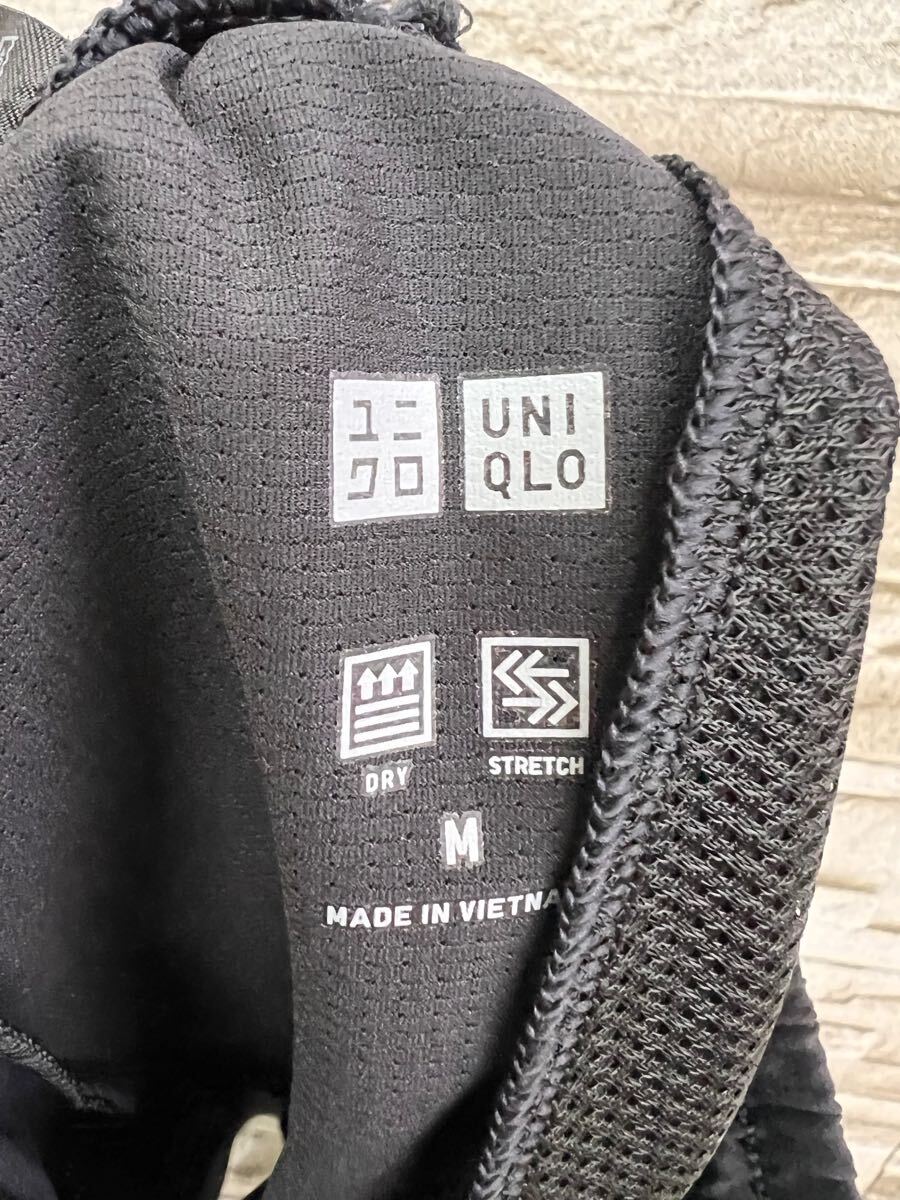 ユニ
クロ
UNI
QLO
DRY
STRETCH
M
MADE IN VIETNA